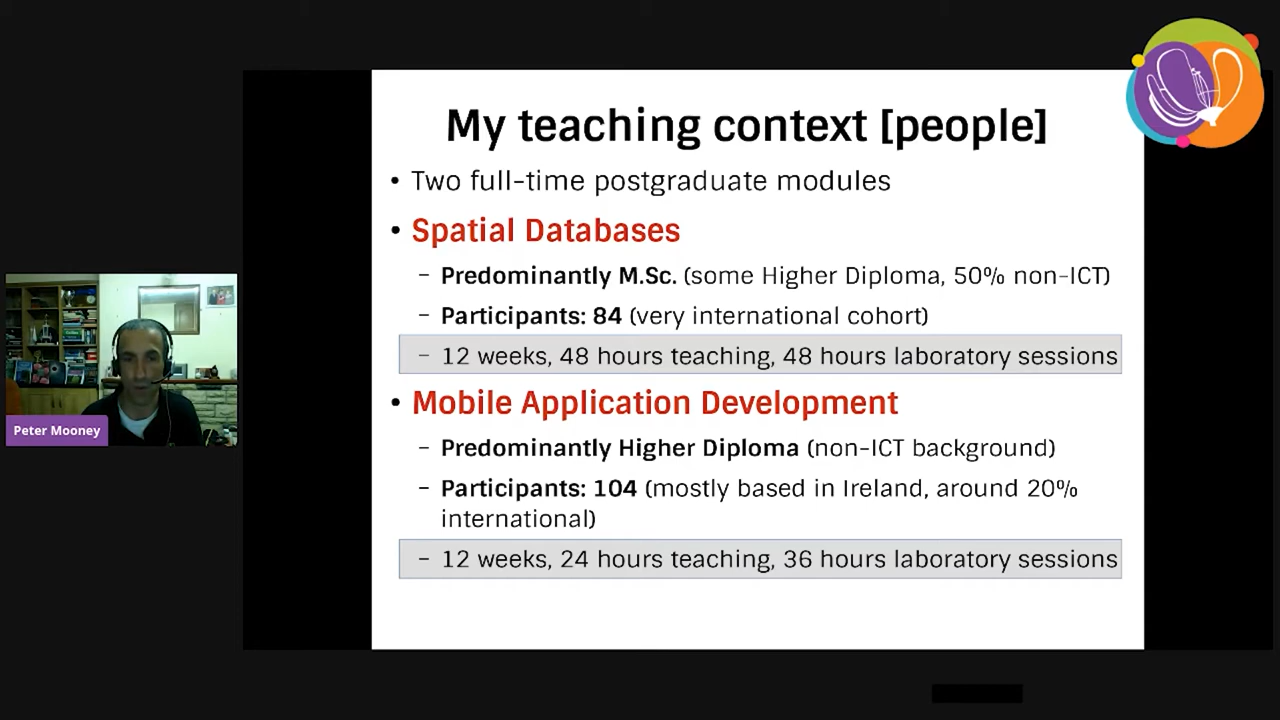 My teaching context [people]
• Two full-time postgraduate modules
• Spatial Databases
– Predominantly M.Sc. (some Higher Diploma, 50% non-ICT)
– Participants: 84 (very international cohort)
– 12 weeks, 48 hours teaching, 48 hours laboratory sessions
• Mobile Application Development
– Predominantly Higher Diploma (non-ICT background)
– Participants: 104 (mostly based in Ireland, around 20%
international)
– 12 weeks, 24 hours teaching, 36 hours laboratory sessions
Peter Mooney